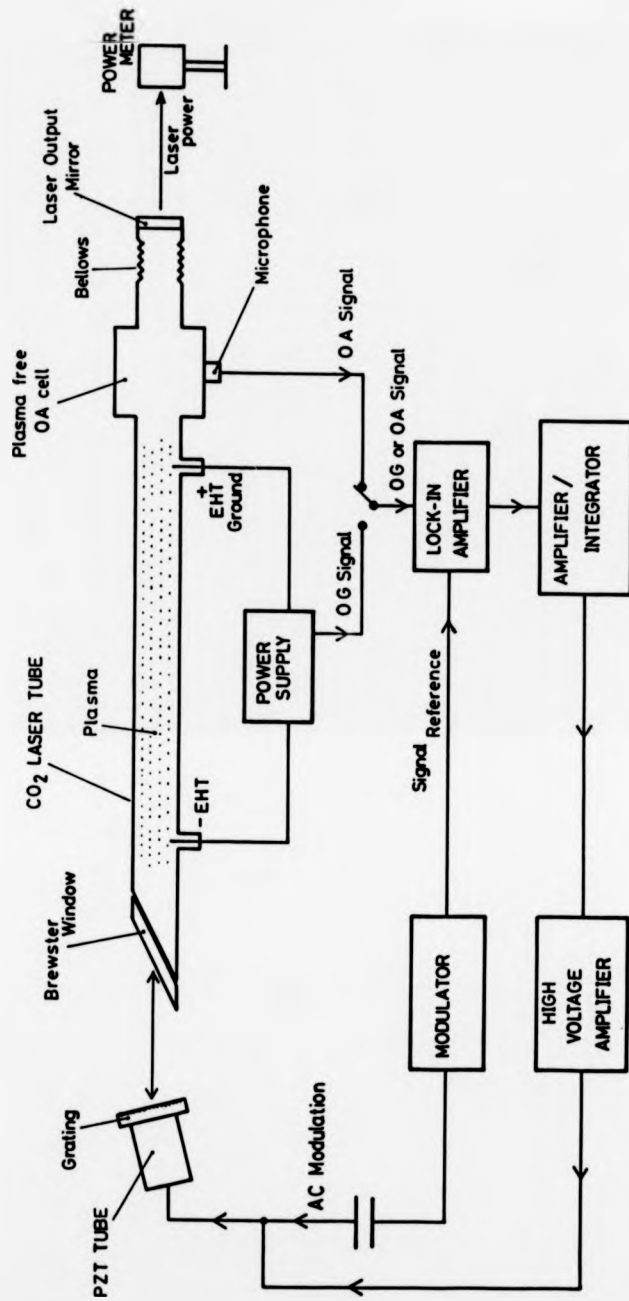 POWER
METER
Laser
power
Laser Output
Mirror
Bellows
Microphone
Plasma free
OA cell
OA Signal
+
EHT
Ground
OG or OA Signal
LOCK-IN
AMPLIFIER
AMPLIFIER /
INTEGRATOR
OG Signal
POWER
SUPPLY
Plasma
CO₂ LASER TUBE
- EHT
Signal
Reference
Brewster
Window
MODULATOR
HIGH
VOLTAGE
AMPLIFIER
Grating
PZT TUBE
AC Modulation